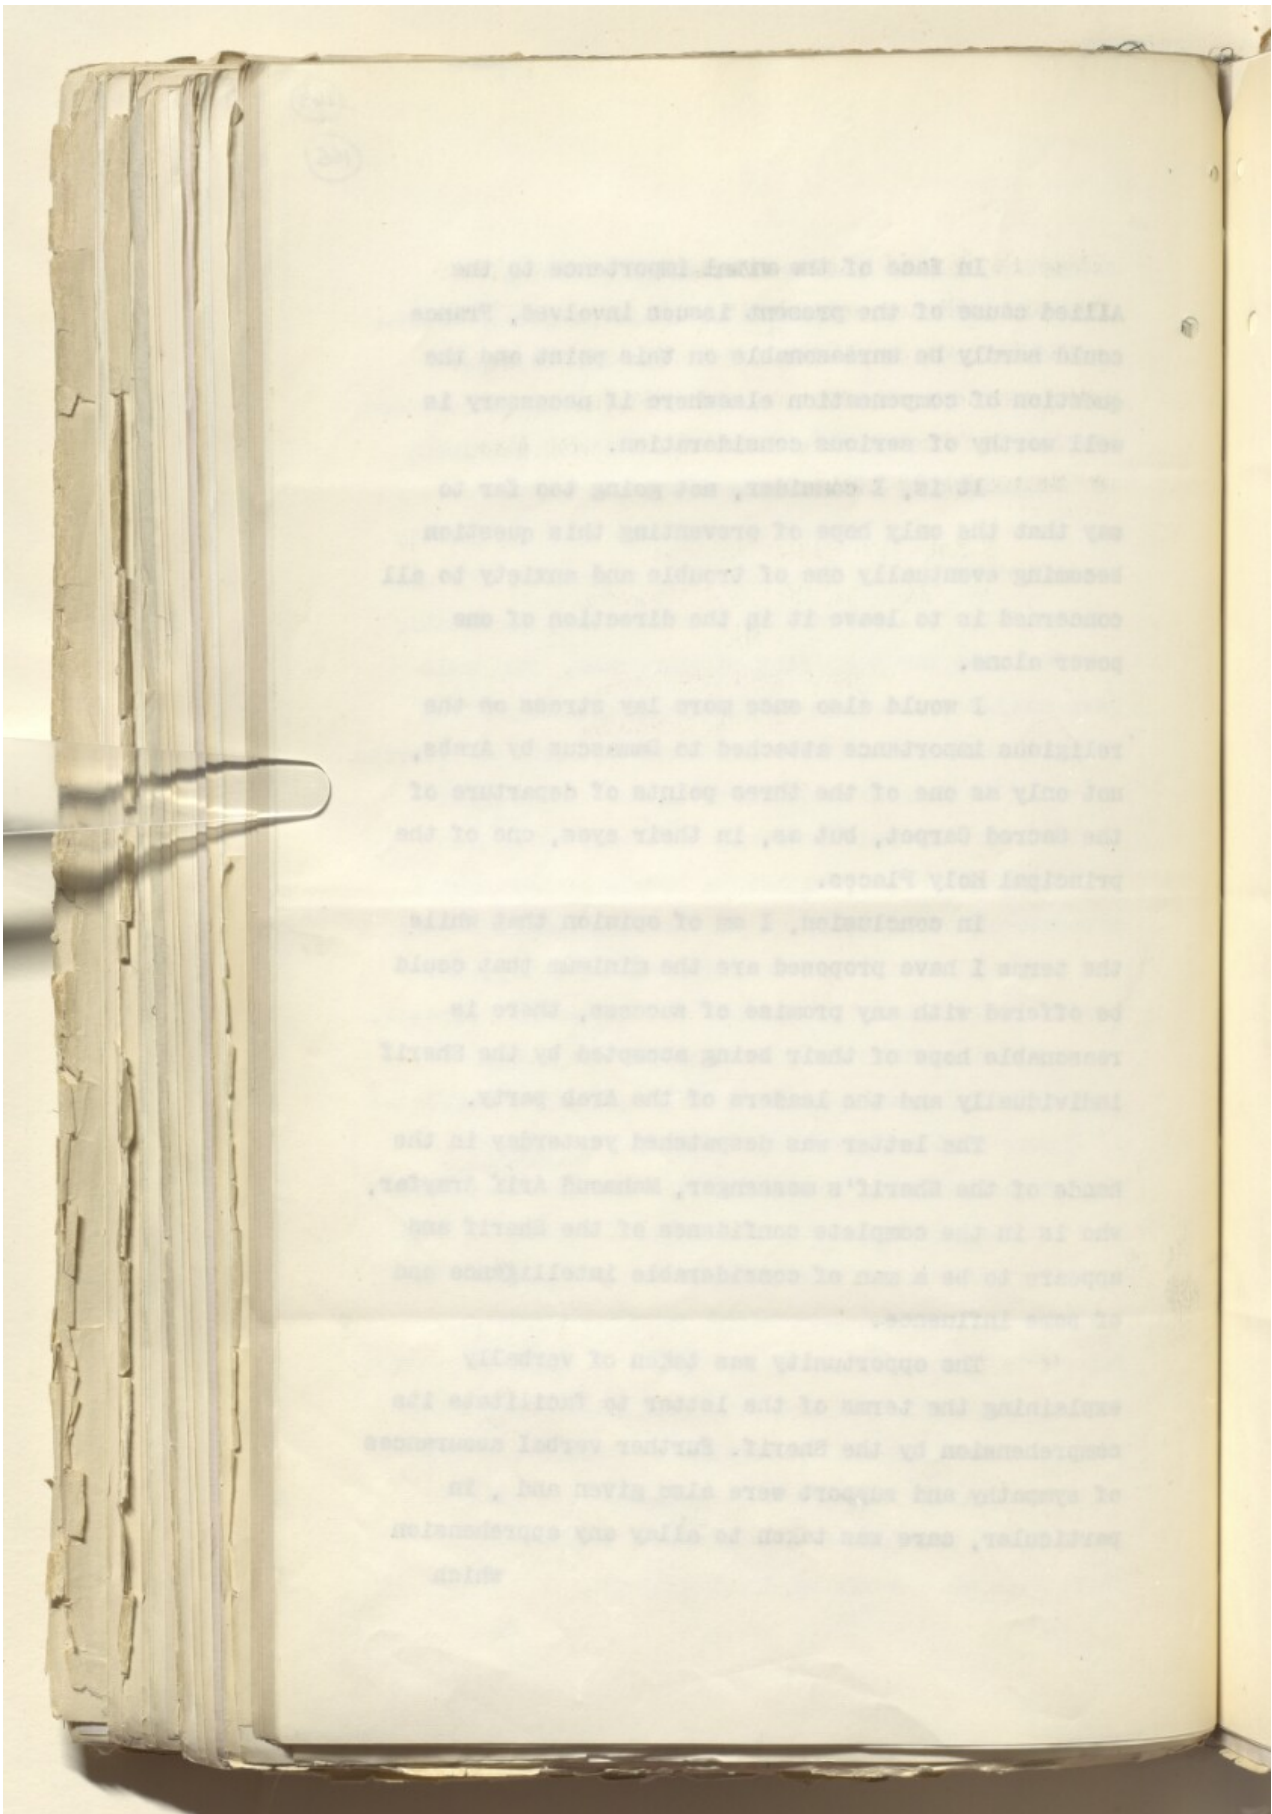 In face of the vital importance to the
Allied cause of the present issues involved, France
could hardly be unreasonable on this point and the
question of compensation elsewhere if necessary is
well worthy of serious consideration.
It is, I consider, not going too far to
say that the only hope of preventing this question
becoming eventually one of trouble and anxiety to all
concerned is to leave it in the direction of one
power alone.
I would also once more lay stress on the
religious importance attached to Damascus by Arabs,
not only as one of the three points of departure of
the Sacred Carpet, but as, in their eyes, one of the
principal Holy Places.
In conclusion, I am of opinion that while
the terms I have proposed are the minimum that could
be offered with any promise of success, there is
reasonable hope of their being accepted by the Sherif
individually and the leaders of the Arab party.
The letter was despatched yesterday in the
hands of the Sherif's messenger, Mahmoud Arif Arayfan,
who is in the complete confidence of the Sherif and
appears to be a man of considerable intelligence and
of some influence.
The opportunity was taken of verbally
explaining the terms of the letter to facilitate its
comprehension by the Sherif. Further verbal assurances
of sympathy and support were also given and , in
particular, care was taken to allay any apprehension
which